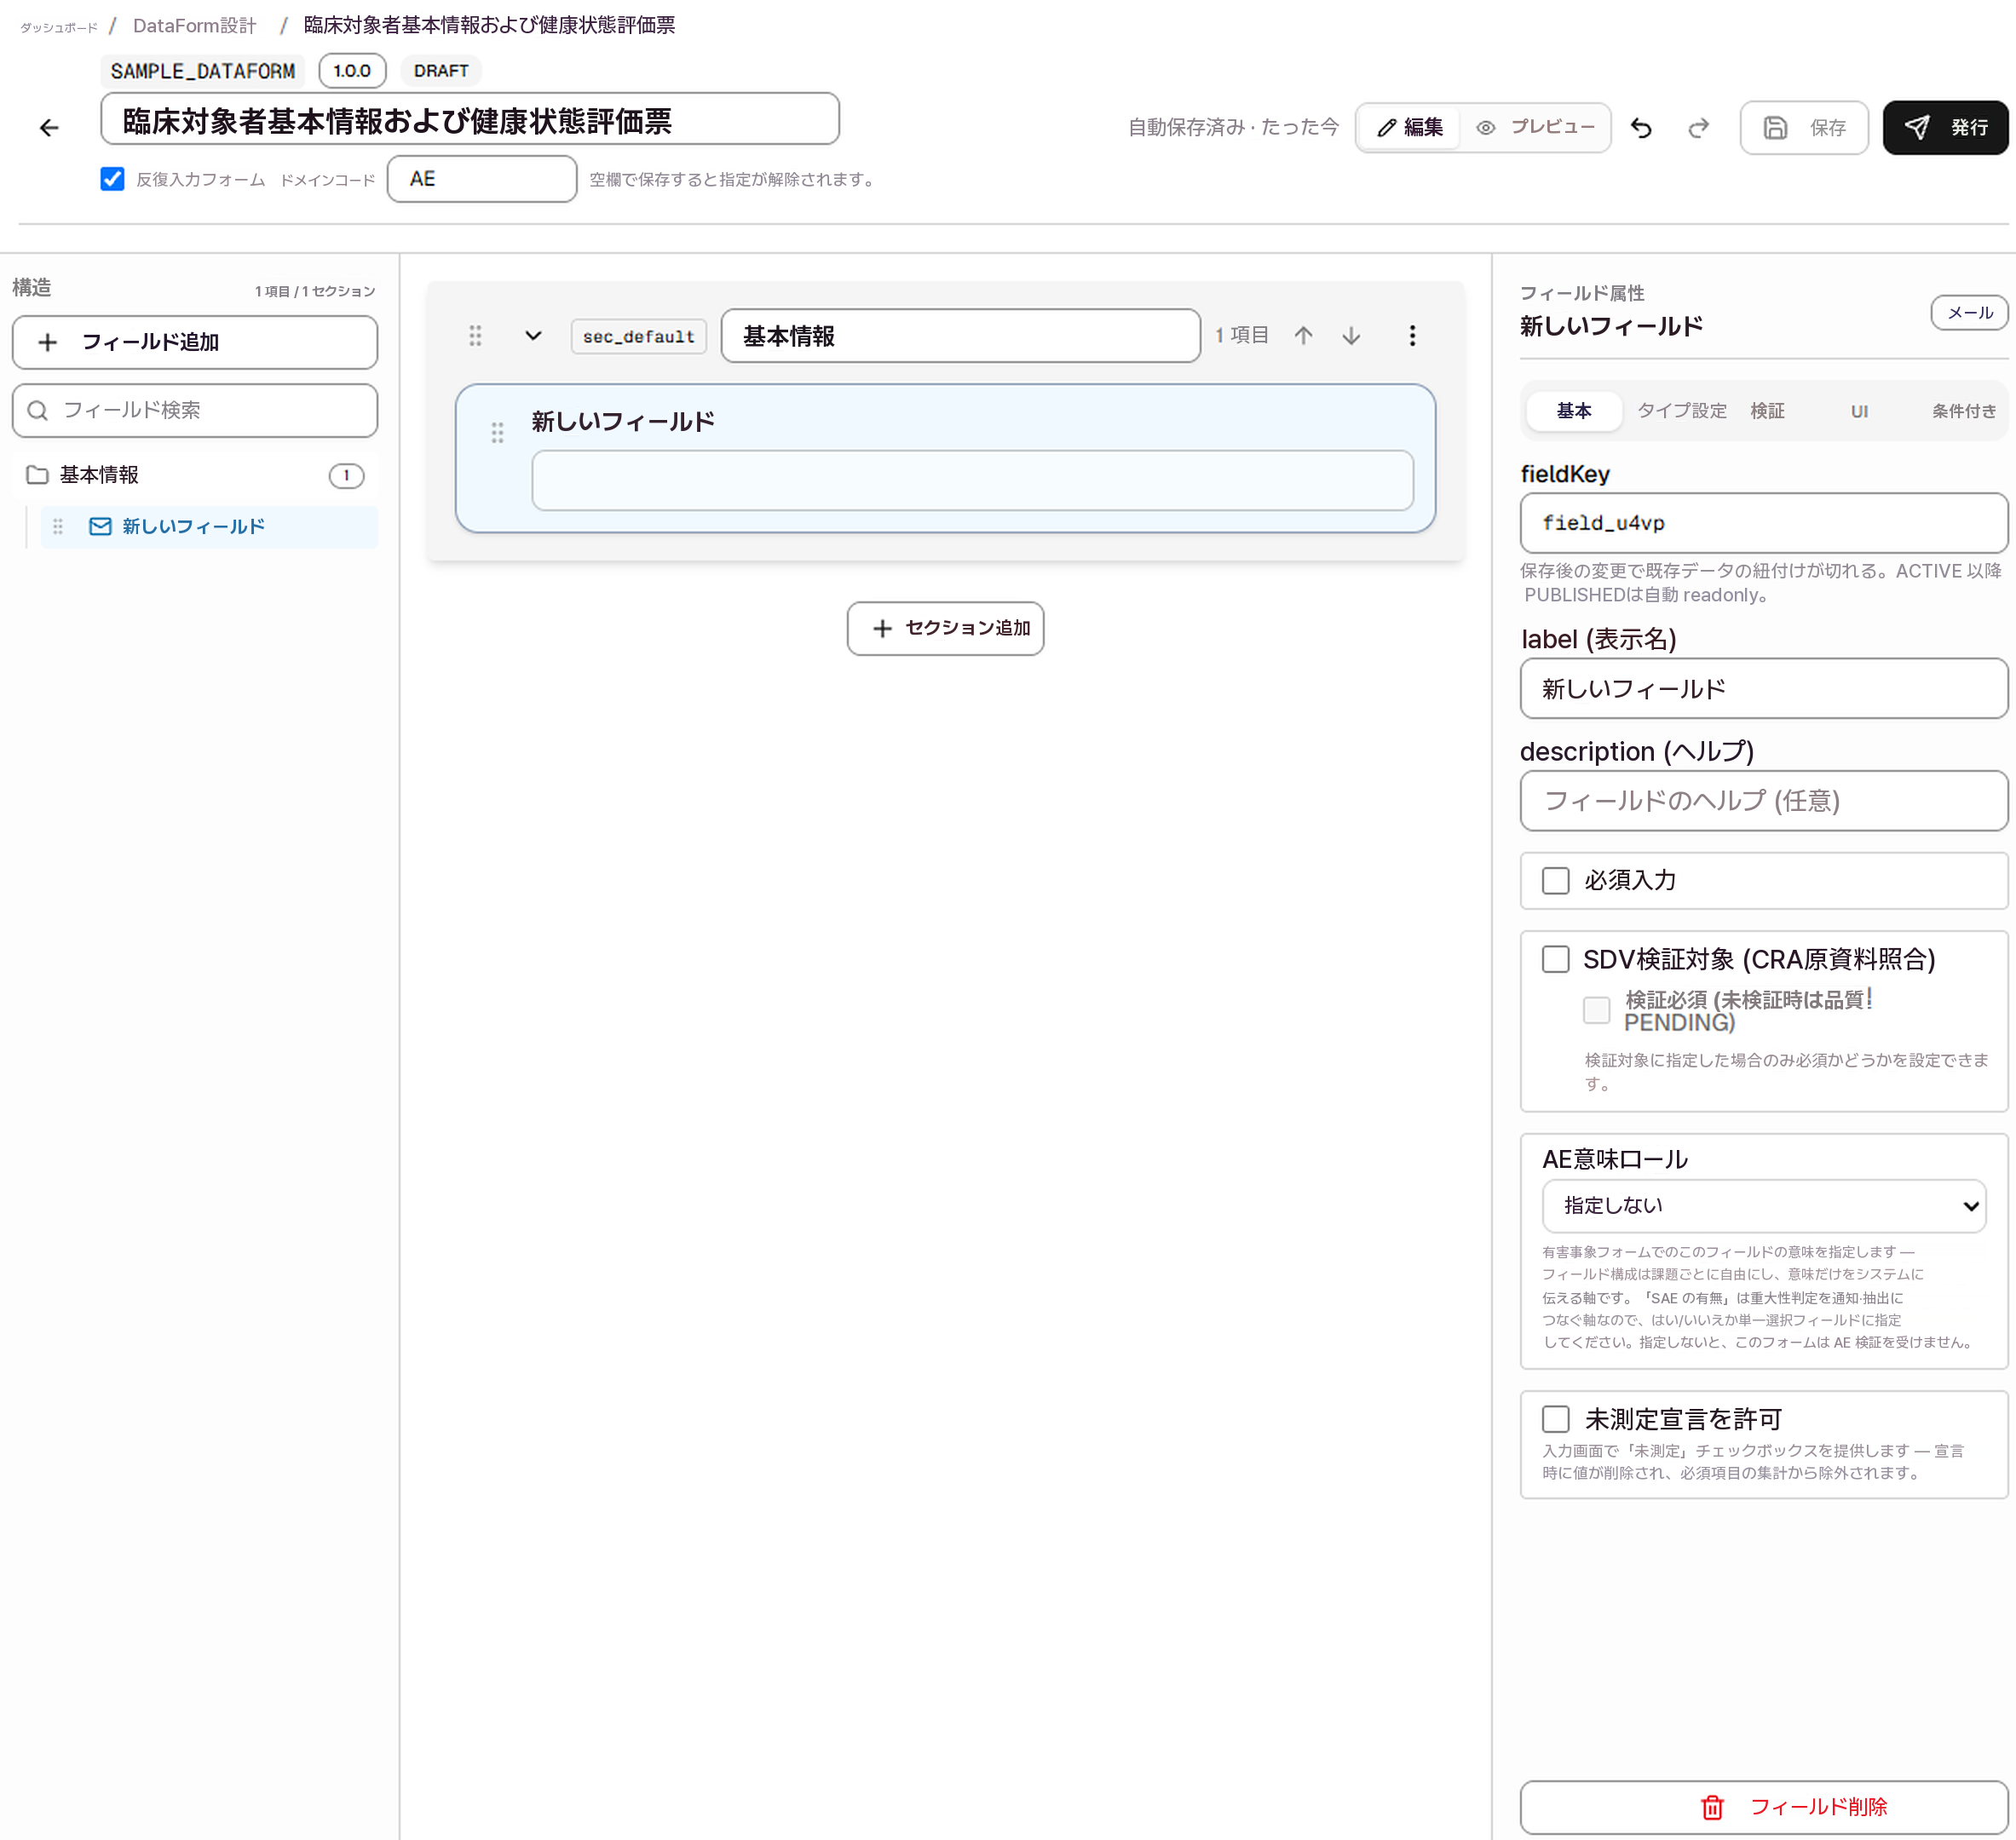 ダッシュボード / DataForm設計 / 臨床対象者基本情報および健康状態評価票
SAMPLE_DATAFORM 1.0.0 DRAFT
臨床対象者基本情報および健康状態評価票
自動保存済み · たった今 編集 プレビュー 保存 発行
反復入力フォーム ドメインコード AE 空欄で保存すると指定が解除されます。
構造 1 項目 / 1 セクション
フィールド追加
フィールド検索
基本情報 1
新しいフィールド
sec_default 基本情報 1 項目
新しいフィールド
セクション追加
フィールド属性
新しいフィールド メール
基本 タイプ設定 検証 UI 条件付き
fieldKey
field_u4vp
保存後の変更で既存データの紐付けが切れる。ACTIVE 以降
PUBLISHEDは自動 readonly。
label (表示名)
新しいフィールド
description (ヘルプ)
フィールドのヘルプ (任意)
必須入力
SDV検証対象 (CRA原資料照合)
検証必須 (未検証時は品質!
PENDING)
検証対象に指定した場合のみ必須かどうかを設定できま
す。
AE意味ロール
指定しない
有害事象フォームでのこのフィールドの意味を指定します —
フィールド構成は課題ごとに自由にし、意味だけをシステムに
伝える軸です。「SAE の有無」は重大性判定を通知·抽出に
つなぐ軸なので、はい/いいえか単一選択フィールドに指定
してください。指定しないと、このフォームは AE 検証を受けません。
未測定宣言を許可
入力画面で「未測定」チェックボックスを提供します — 宣言
時に値が削除され、必須項目の集計から除外されます。
フィールド削除